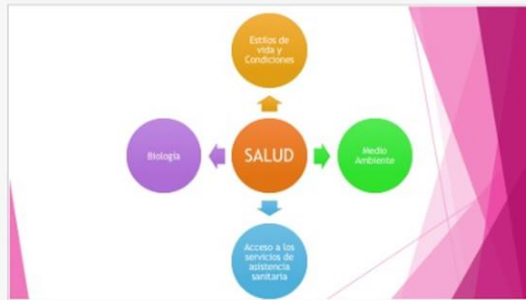 Estilos de
vida y
Condiciones
Biología
SALUD
Medio
Ambiente
Acceso a los
servicios de
asistencia
sanitaria